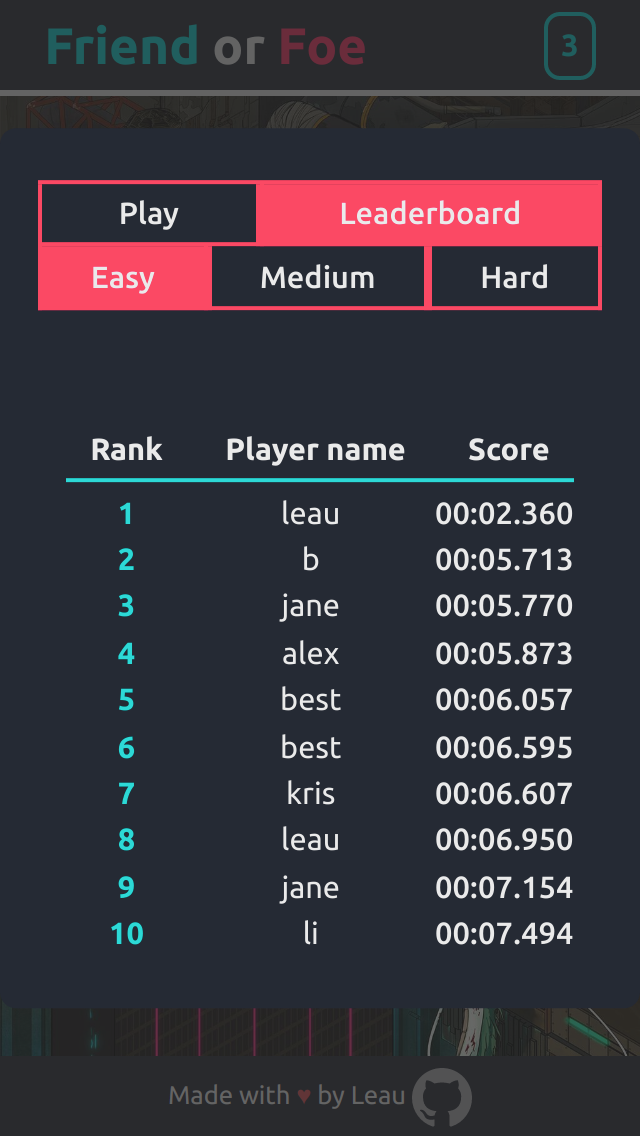 Friend or Foe 3
Play Leaderboard
Easy Medium Hard
Rank Player name Score
1 leau 00:02.360
2 b 00:05.713
3 jane 00:05.770
4 alex 00:05.873
5 best 00:06.057
6 best 00:06.595
7 kris 00:06.607
8 leau 00:06.950
9 jane 00:07.154
10 li 00:07.494
Made with ♥ by Leau